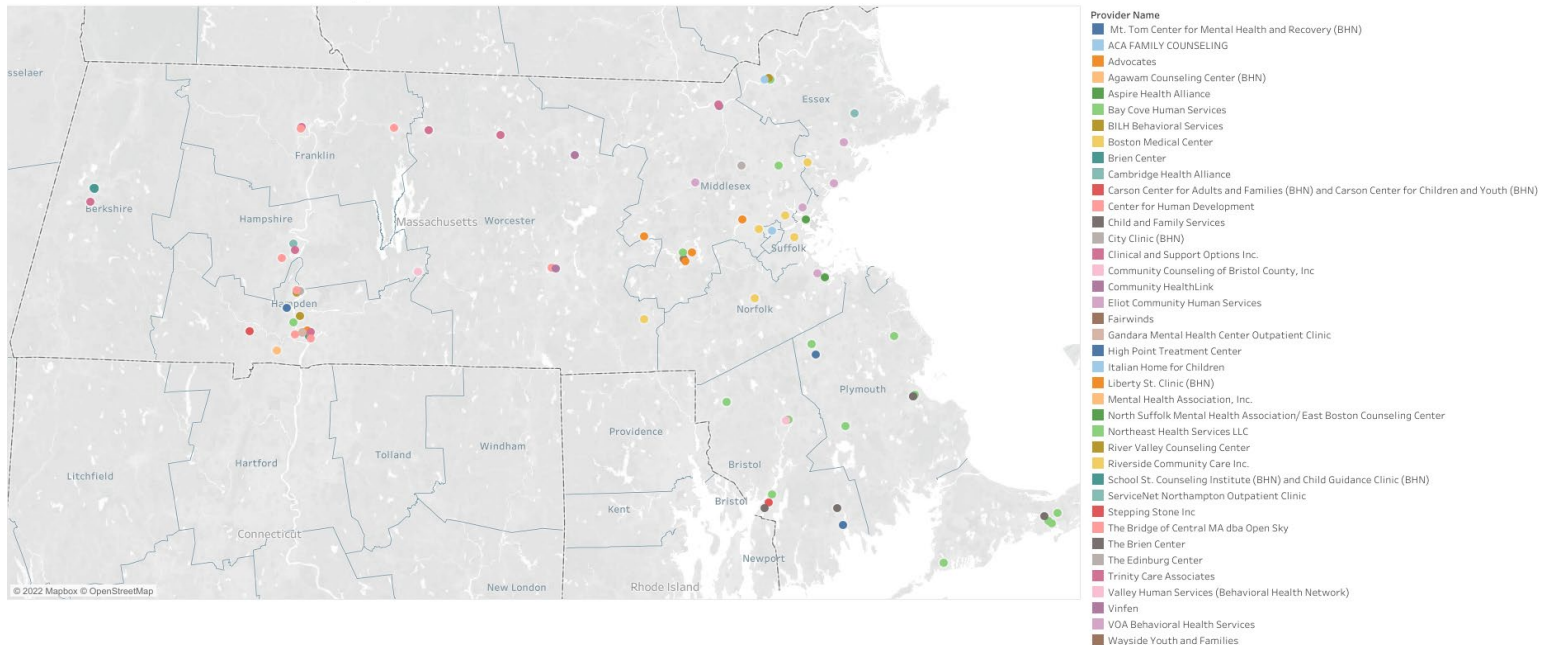 sselaer
Essex
Franklin
Middlesex
Berkshire
Hampshire
Massachusetts
Worcester
Suffolk
Hampden
Norfolk
Plymouth
Providence
Windham
Tolland
Hartford
Litchfield
Bristol
Bristol
Kent
Connecticut
Newport
New London
Rhode Island
© 2022 Mapbox © OpenStreetMap
Provider Name
Mt. Tom Center for Mental Health and Recovery (BHN)
ACA FAMILY COUNSELING
Advocates
Agawam Counseling Center (BHN)
Aspire Health Alliance
Bay Cove Human Services
BILH Behavioral Services
Boston Medical Center
Brien Center
Cambridge Health Alliance
Carson Center for Adults and Families (BHN) and Carson Center for Children and Youth (BHN)
Center for Human Development
Child and Family Services
City Clinic (BHN)
Clinical and Support Options Inc.
Community Counseling of Bristol County, Inc
Community HealthLink
Eliot Community Human Services
Fairwinds
Gandara Mental Health Center Outpatient Clinic
High Point Treatment Center
Italian Home for Children
Liberty St. Clinic (BHN)
Mental Health Association, Inc.
North Suffolk Mental Health Association/ East Boston Counseling Center
Northeast Health Services LLC
River Valley Counseling Center
Riverside Community Care Inc.
School St. Counseling Institute (BHN) and Child Guidance Clinic (BHN)
ServiceNet Northampton Outpatient Clinic
Stepping Stone Inc
The Bridge of Central MA dba Open Sky
The Brien Center
The Edinburg Center
Trinity Care Associates
Valley Human Services (Behavioral Health Network)
Vinfen
VOA Behavioral Health Services
Wayside Youth and Families